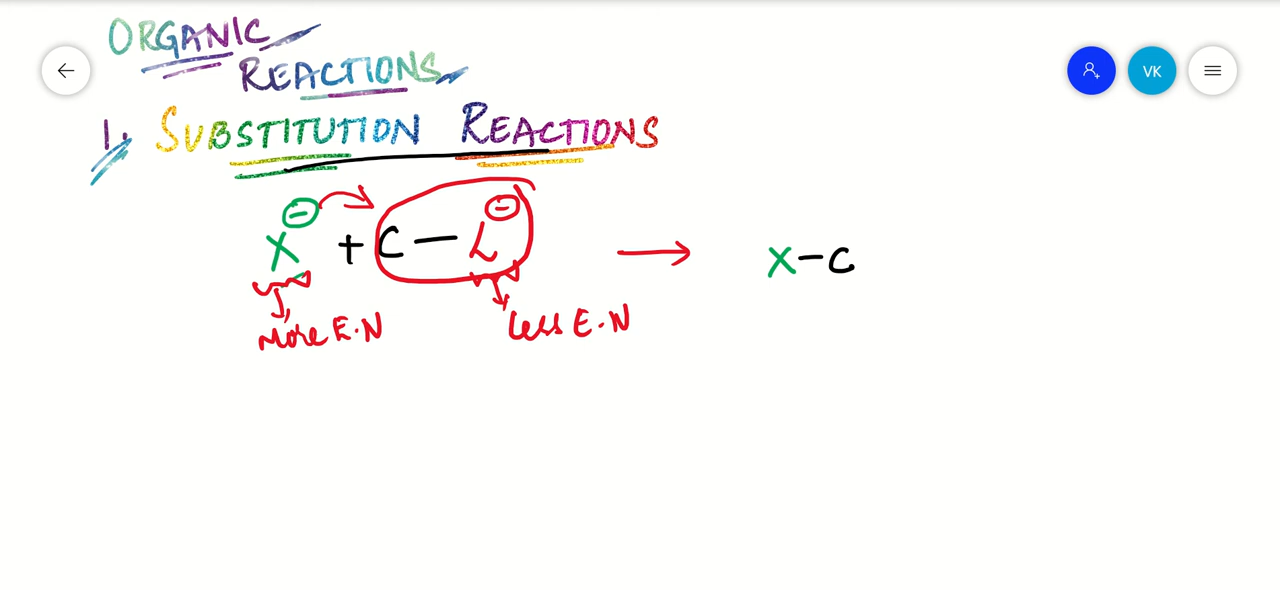 ORGANIC
REACTIONS
VK
1. SUBSTITUTION REACTIONS
X⊖ + C — L⊖ → X–C
More E.N
Less E.N